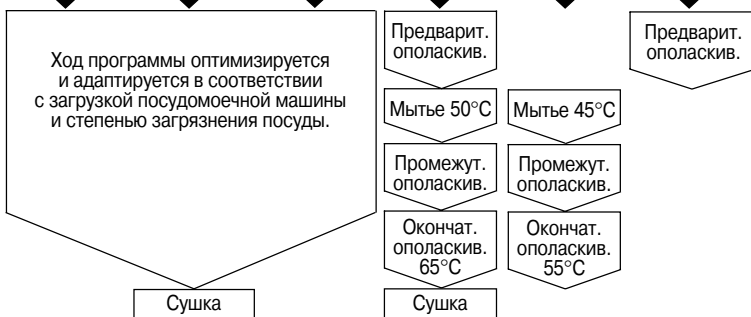 Ход программы оптимизируется
и адаптируется в соответствии
с загрузкой посудомоечной машины
и степенью загрязнения посуды.
Сушка
Предварит.
ополаскив.
Мытье 50°C
Промежут.
ополаскив.
Окончат.
ополаскив.
65°C
Сушка
Мытье 45°C
Промежут.
ополаскив.
Окончат.
ополаскив.
55°C
Предварит.
ополаскив.